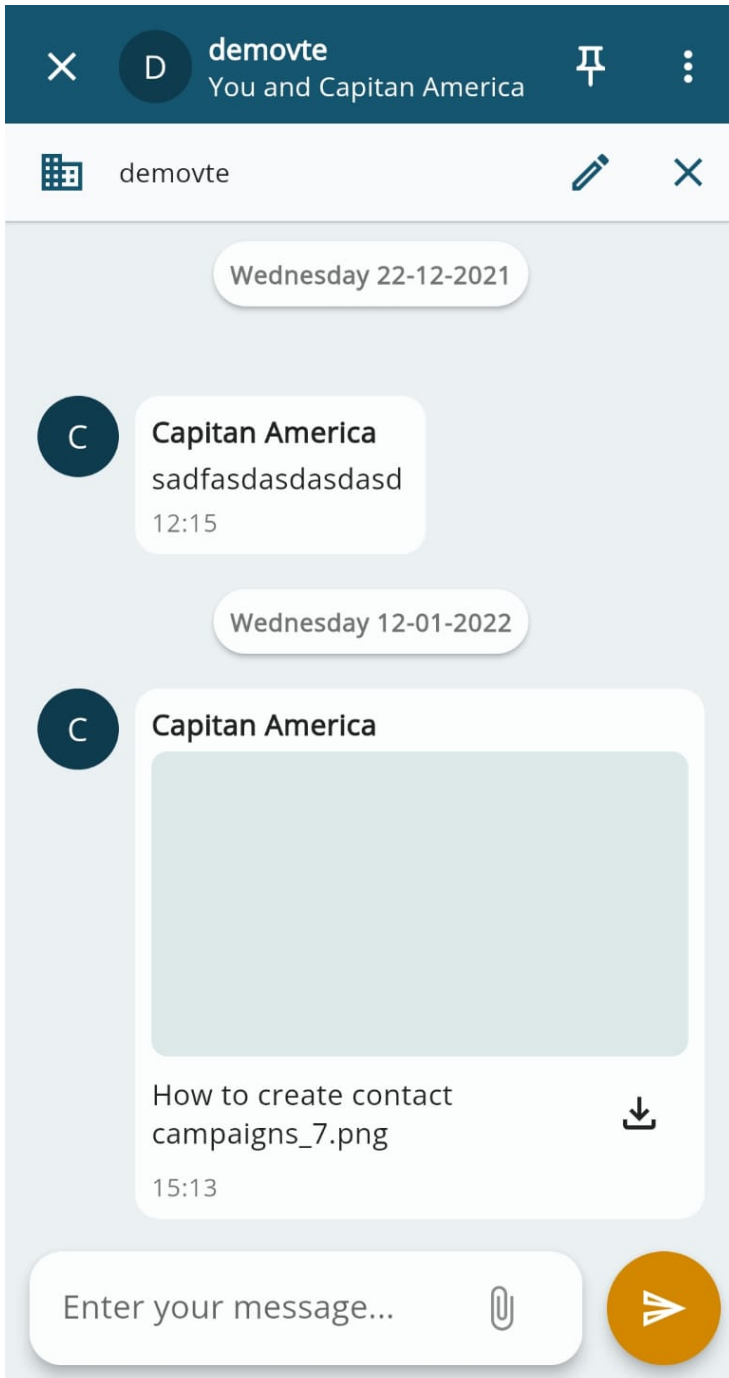 D
demovte
You and Capitan America
demovte
Wednesday 22-12-2021
C
Capitan America
sadfasdasdasdasd
12:15
Wednesday 12-01-2022
C
Capitan America
How to create contact
campaigns_7.png
15:13
Enter your message...